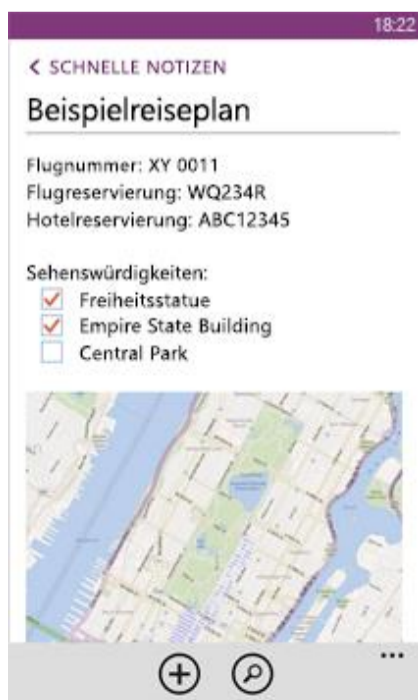 18:22
SCHNELLE NOTIZEN
Beispielreiseplan
Flugnummer: XY 0011
Flugreservierung: WQ234R
Hotelreservierung: ABC12345
Sehenswürdigkeiten:
Freiheitsstatue
Empire State Building
Central Park